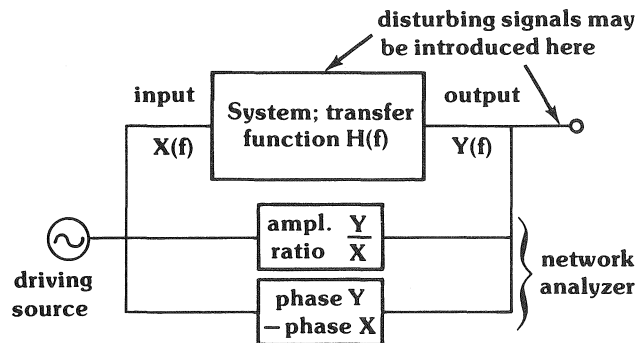 disturbing signals may
be introduced here
input
output
System; transfer
function H(f)
X(f)
Y(f)
ampl. Y
ratio X
driving
source
network
analyzer
phase Y
– phase X